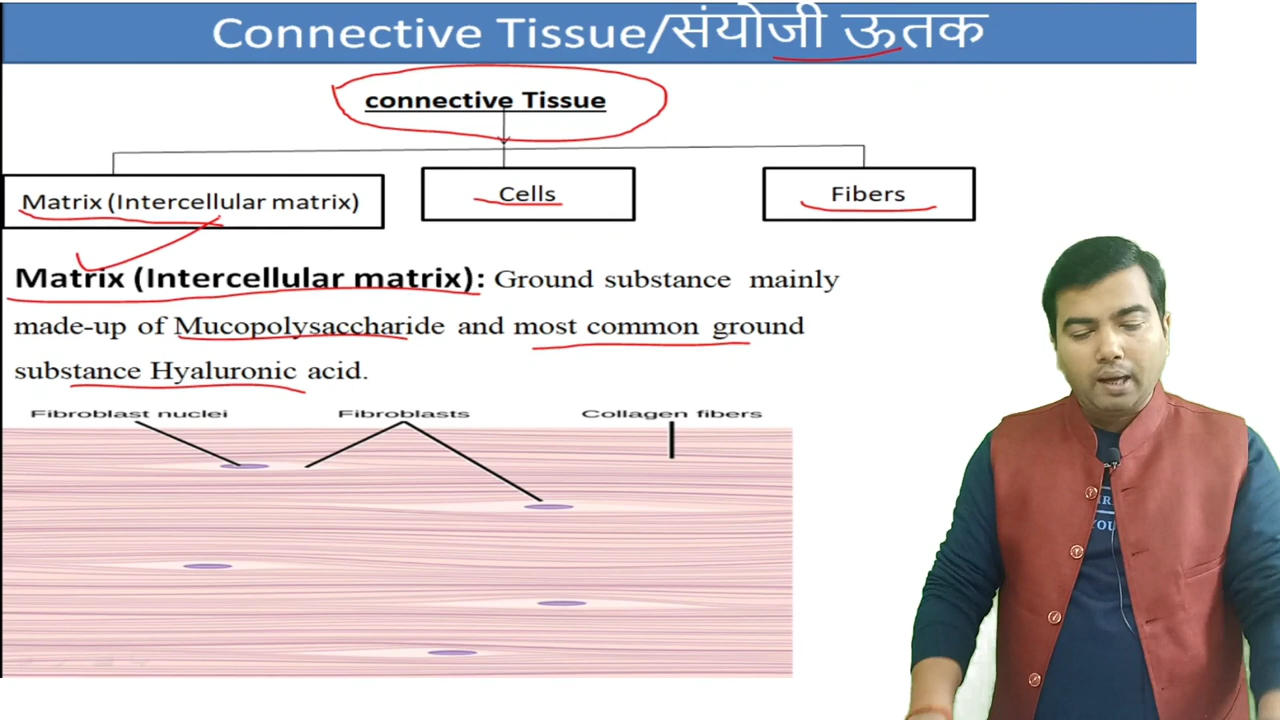 Connective Tissue/संयोजी ऊतक
connective Tissue
Matrix (Intercellular matrix)
Cells
Fibers
Matrix (Intercellular matrix): Ground substance mainly
made-up of Mucopolysaccharide and most common ground
substance Hyaluronic acid.
Fibroblast nuclei
Fibroblasts
Collagen fibers
YOU